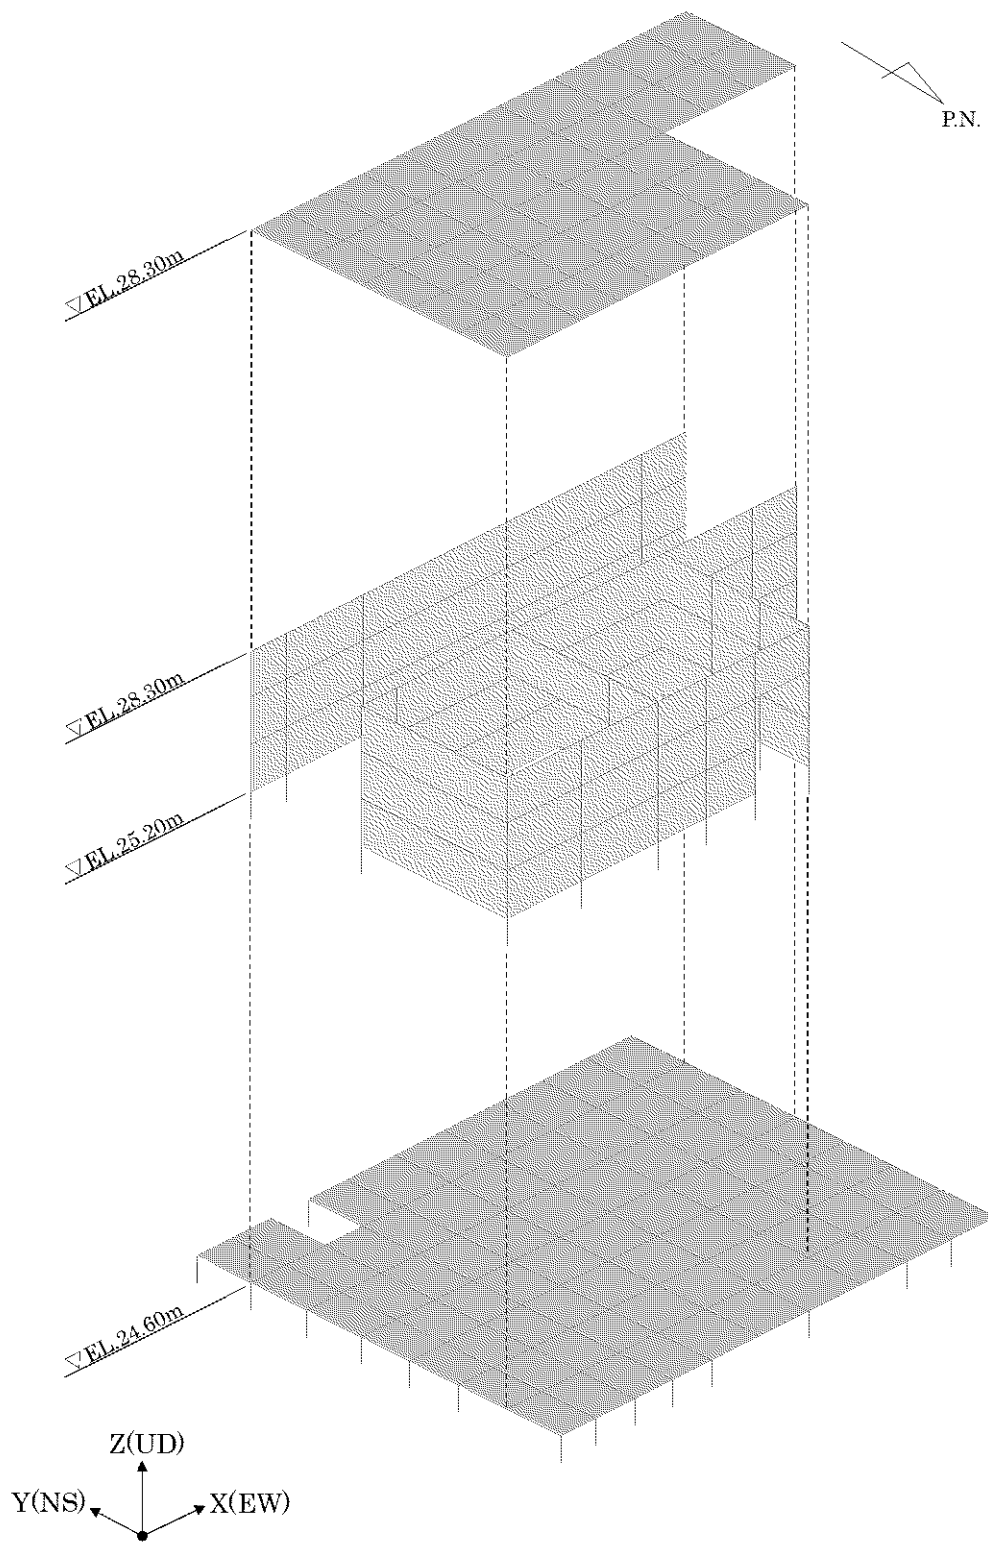 P.N.
▽EL.28.30m
▽EL.28.30m
▽EL.25.20m
▽EL.24.60m
Z(UD)
Y(NS)
X(EW)